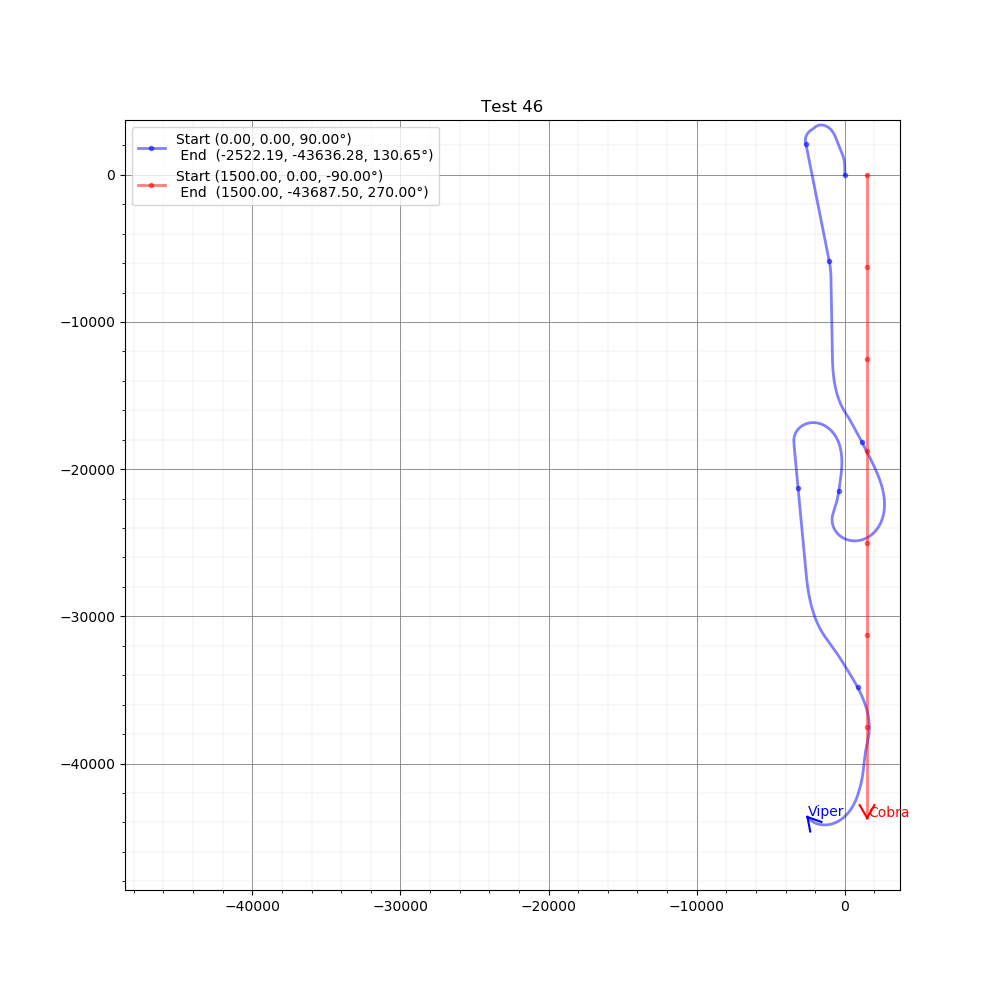 Test 46
Start (0.00, 0.00, 90.00°)
End  (-2522.19, -43636.28, 130.65°)
Start (1500.00, 0.00, -90.00°)
End  (1500.00, -43687.50, 270.00°)
0
−10000
−20000
−30000
−40000
Viper
Cobra
−40000
−30000
−20000
−10000
0